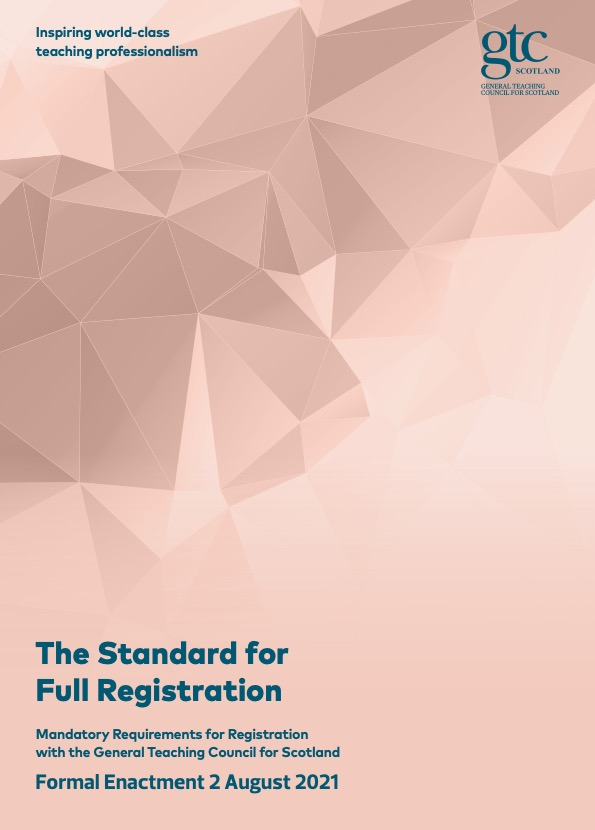 Inspiring world-class
teaching professionalism
gtc
SCOTLAND
GENERAL TEACHING
COUNCIL FOR SCOTLAND
The Standard for
Full Registration
Mandatory Requirements for Registration
with the General Teaching Council for Scotland
Formal Enactment 2 August 2021